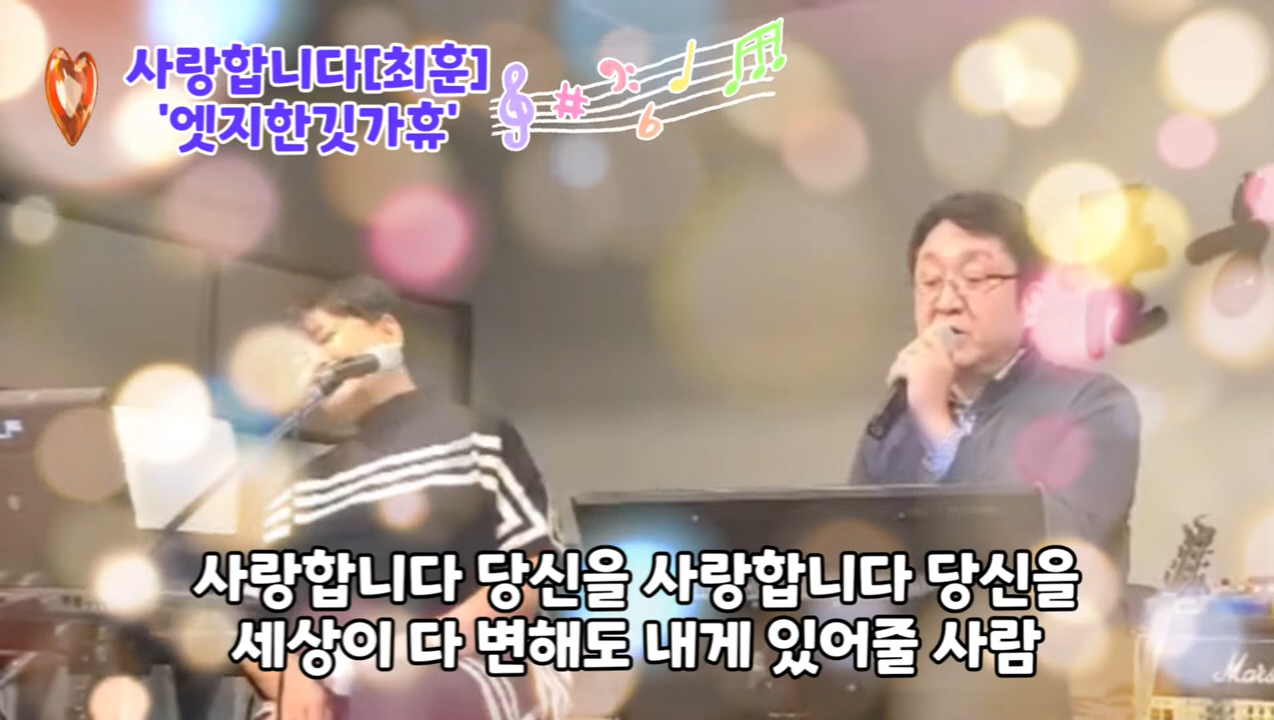 사랑합니다[최훈]
'엣지한깃가휴'
사랑합니다 당신을 사랑합니다 당신을
세상이 다 변해도 내게 있어줄 사람